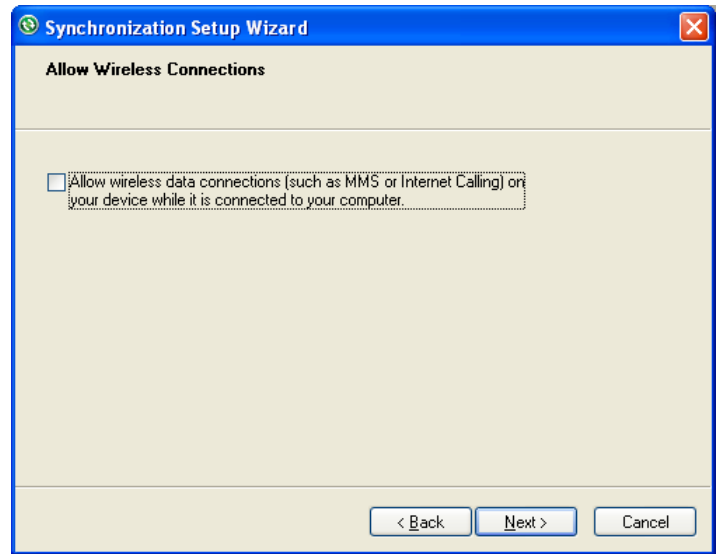 Synchronization Setup Wizard
Allow Wireless Connections
Allow wireless data connections (such as MMS or Internet Calling) on
your device while it is connected to your computer.
< Back
Next >
Cancel